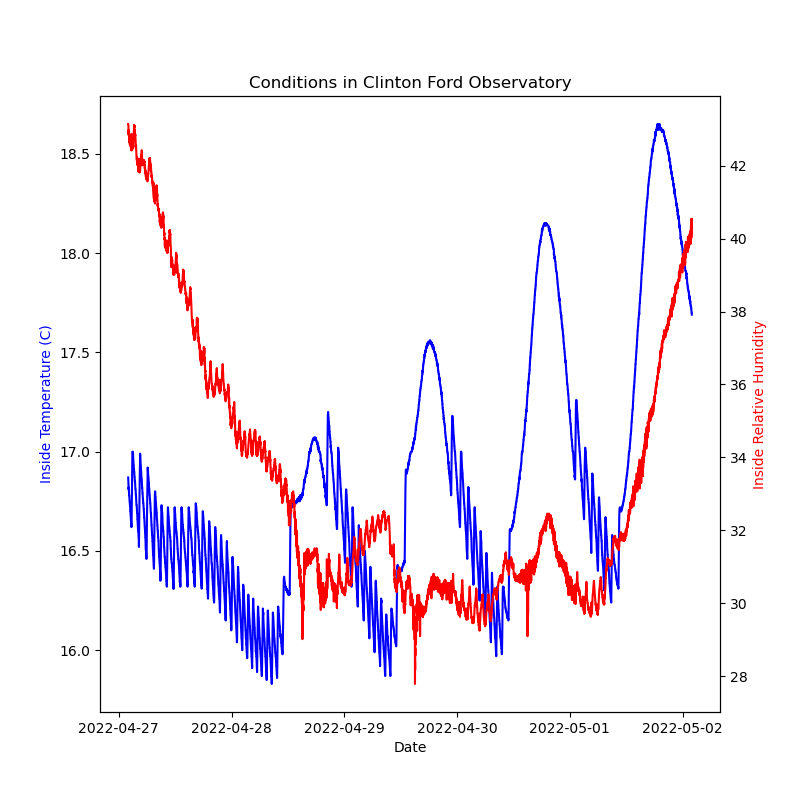 Conditions in Clinton Ford Observatory
Inside Temperature (C)
18.5
18.0
17.5
17.0
16.5
16.0
42
40
38
36
34
32
30
28
Inside Relative Humidity
2022-04-27 2022-04-28 2022-04-29 2022-04-30 2022-05-01 2022-05-02
Date